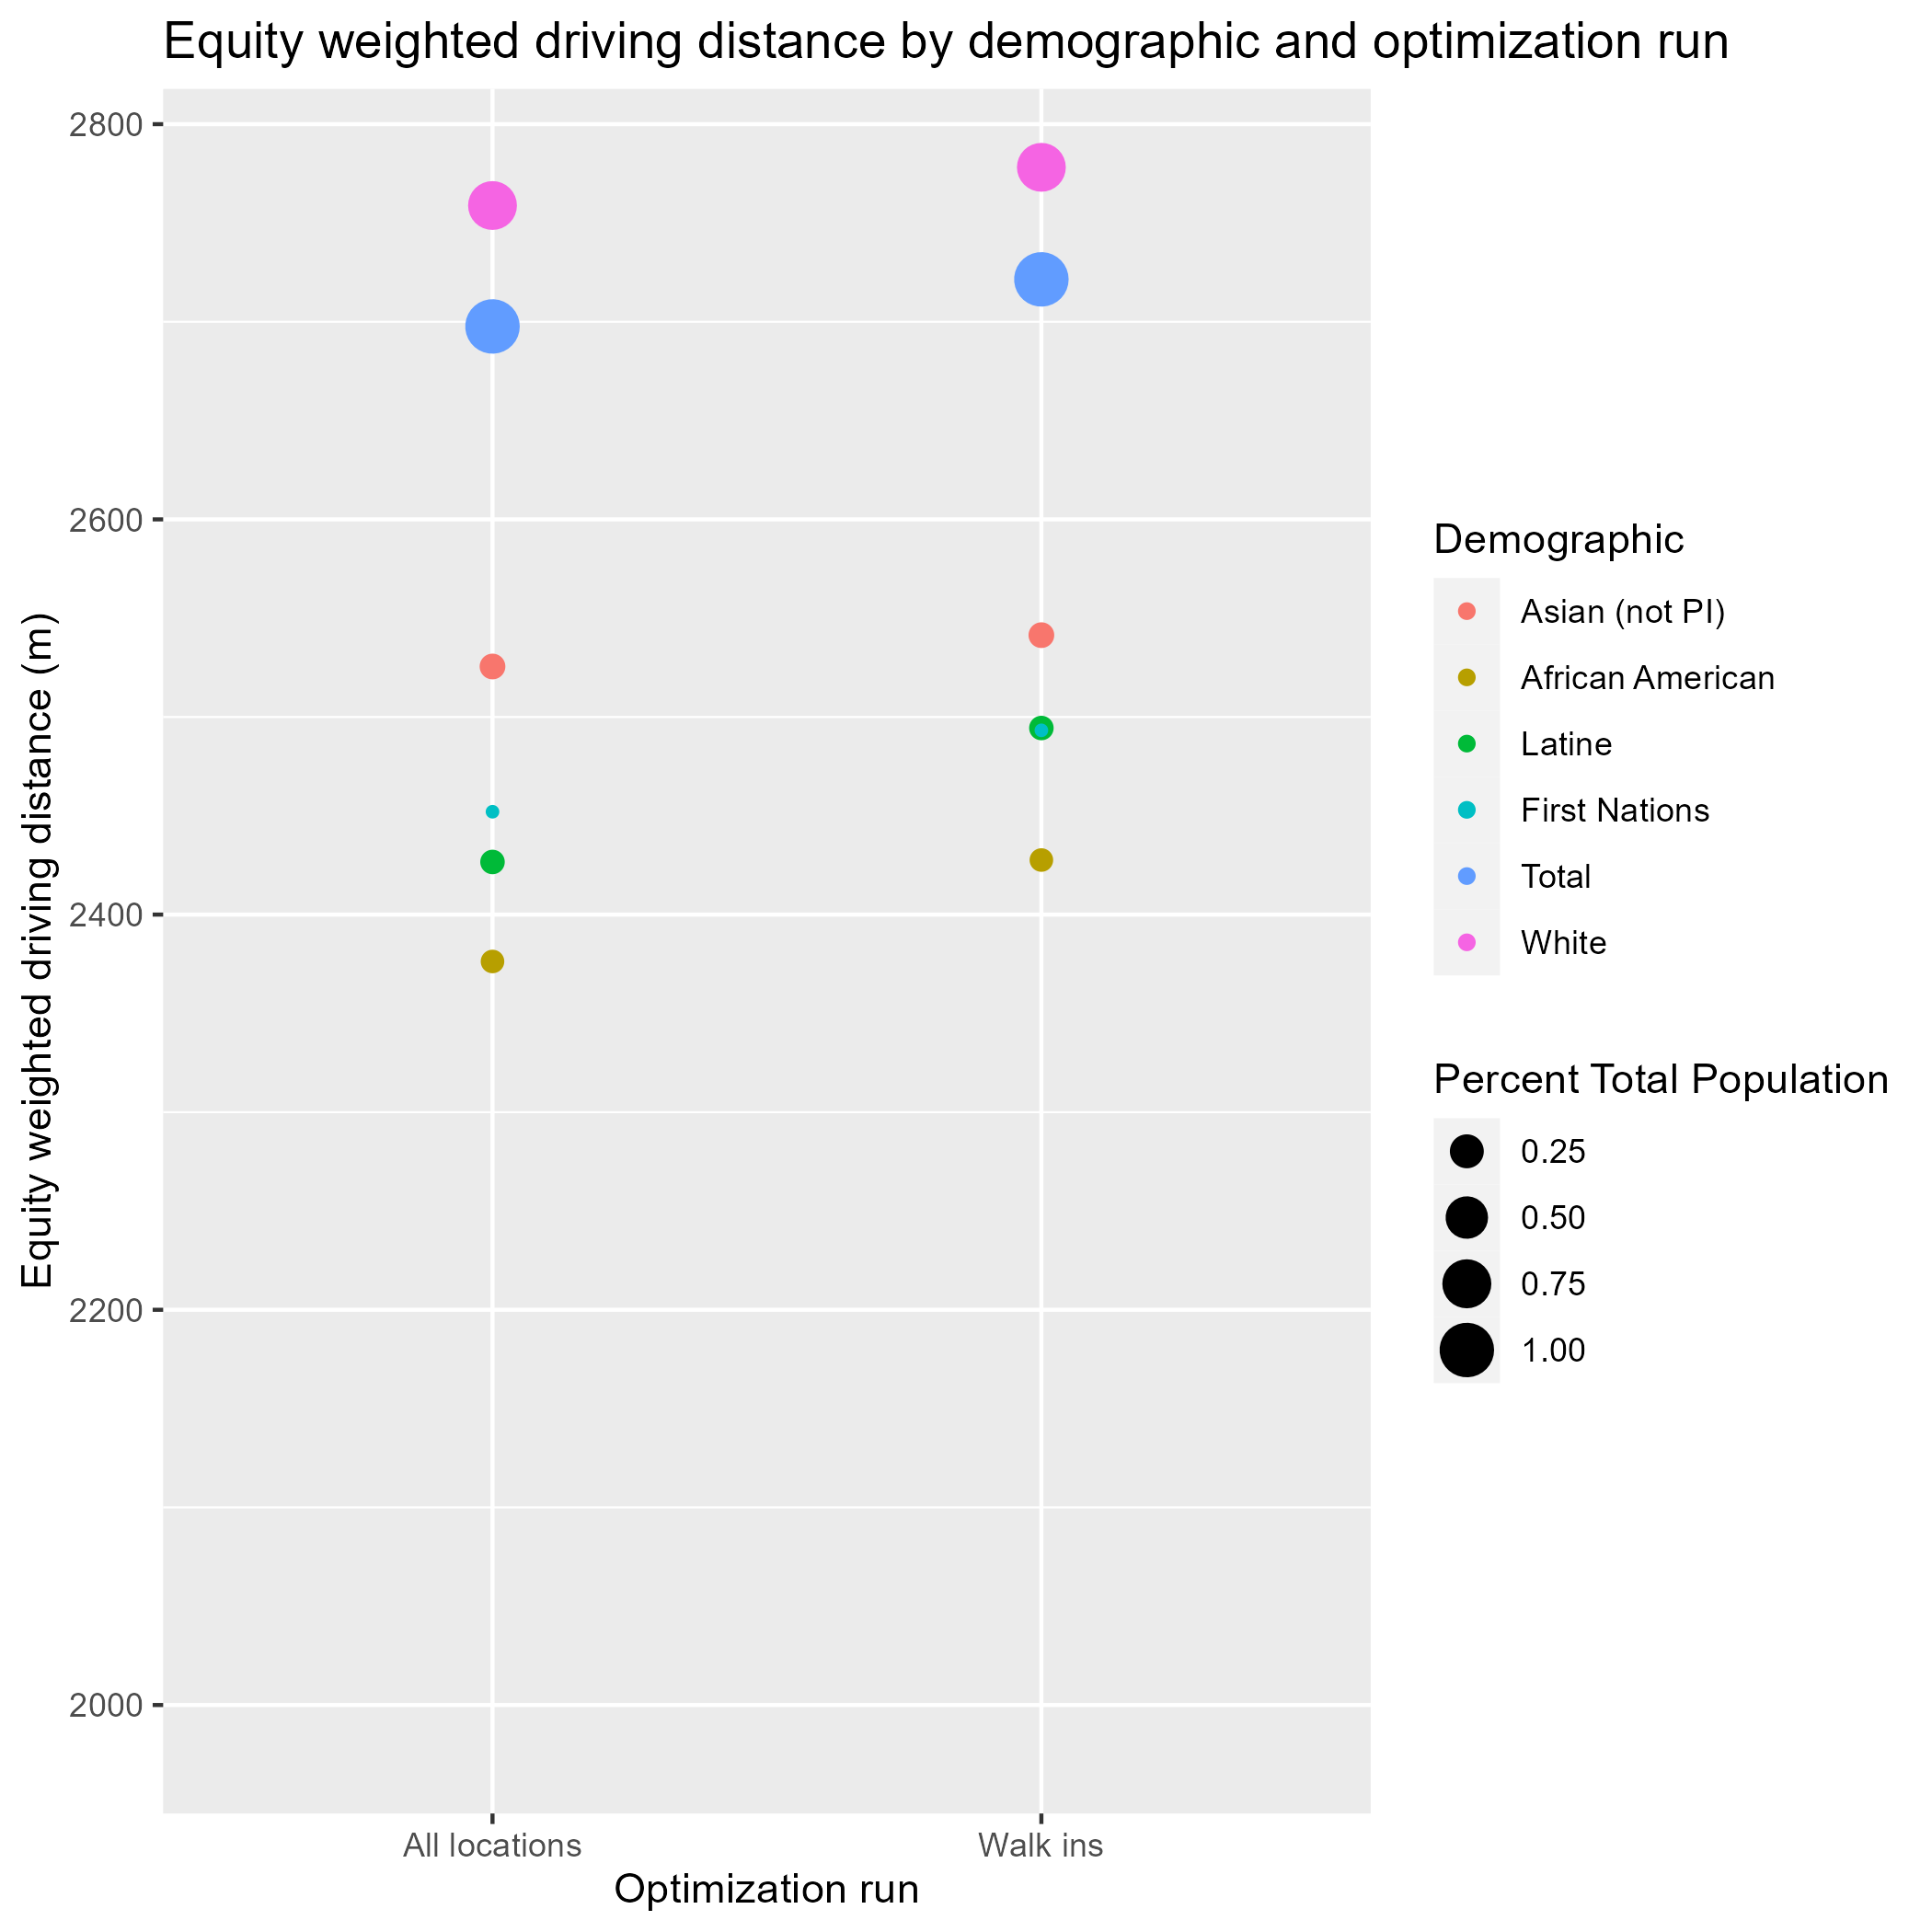 Equity weighted driving distance by demographic and optimization run
Equity weighted driving distance (m)
2800
2600
2400
2200
2000
All locations
Walk ins
Optimization run
Demographic
Asian (not PI)
African American
Latine
First Nations
Total
White
Percent Total Population
0.25
0.50
0.75
1.00